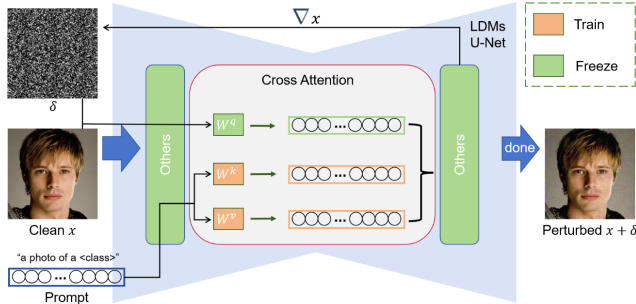 ∇ x
LDMs
U-Net
Train
Freeze
δ
Cross Attention
Others
W^q
...
W^k
...
W^v
...
Others
done
Clean x
Perturbed x + δ
"a photo of a <class>"
...
Prompt